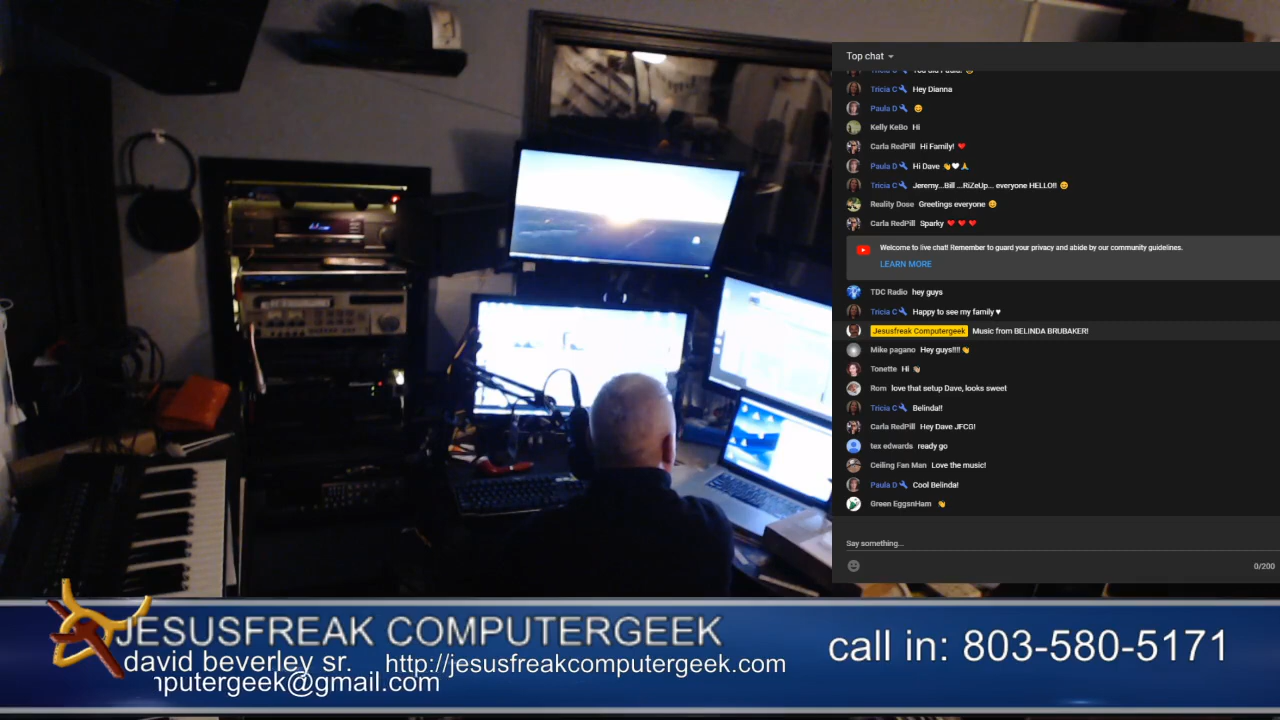 Top chat
Tricia C
Tricia C Hey Dianna
Paula D
Kelly KeBo Hi
Carla RedPill Hi Family!
Paula D Hi Dave
Tricia C Jeremy...Bill ...RiZeUp... everyone HELLO!!
Reality Dose Greetings everyone
Carla RedPill Sparky
Welcome to live chat! Remember to guard your privacy and abide by our community guidelines.
LEARN MORE
TDC Radio hey guys
Tricia C Happy to see my family ♥
Jesusfreak Computergeek Music from BELINDA BRUBAKER!
Mike pagano Hey guys!!!!
Tonette Hi
Rom love that setup Dave, looks sweet
Tricia C Belinda!!
Carla RedPill Hey Dave JFCG!
tex edwards ready go
Ceiling Fan Man Love the music!
Paula D Cool Belinda!
Green EggsnHam
Say something...
0/200
JESUSFREAK COMPUTERGEEK
david beverley sr. http://jesusfreakcomputergeek.com
putergeek@gmail.com
call in: 803-580-5171